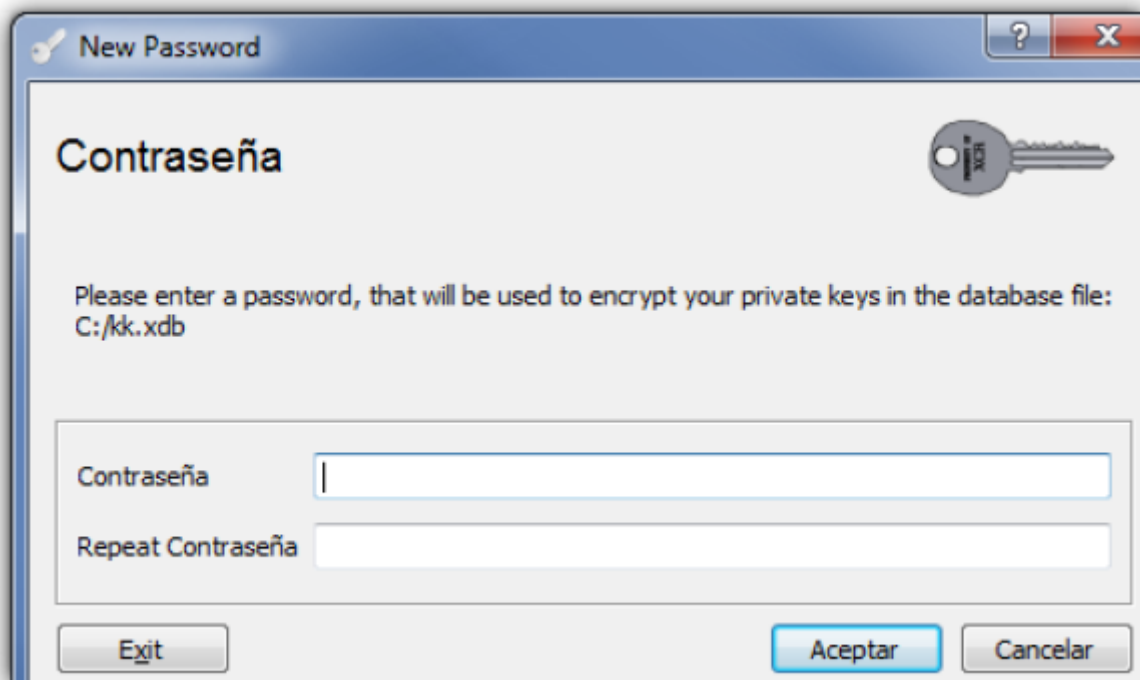 New Password
?
X
Contraseña
XCA
Please enter a password, that will be used to encrypt your private keys in the database file:
C:/kk.xdb
Contraseña
Repeat Contraseña
Exit
Aceptar
Cancelar